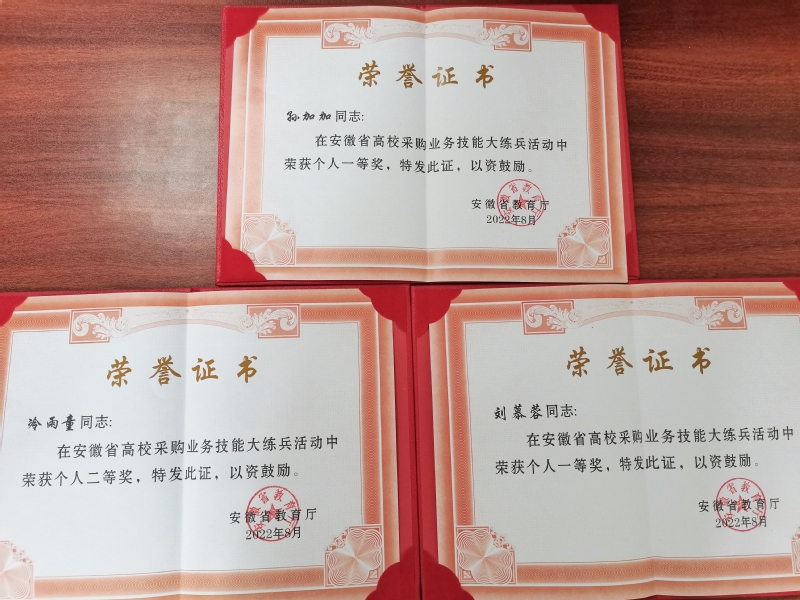 荣誉证书
孙加加同志:
在安徽省高校采购业务技能大练兵活动中
荣获个人一等奖，特发此证，以资鼓励。
安徽省教育厅
2022年8月
荣誉证书
冷雨童同志:
在安徽省高校采购业务技能大练兵活动中
荣获个人二等奖，特发此证，以资鼓励。
安徽省教育厅
2022年8月
荣誉证书
刘慕蓉同志:
在安徽省高校采购业务技能大练兵活动中
荣获个人一等奖，特发此证，以资鼓励。
安徽省教育厅
2022年8月